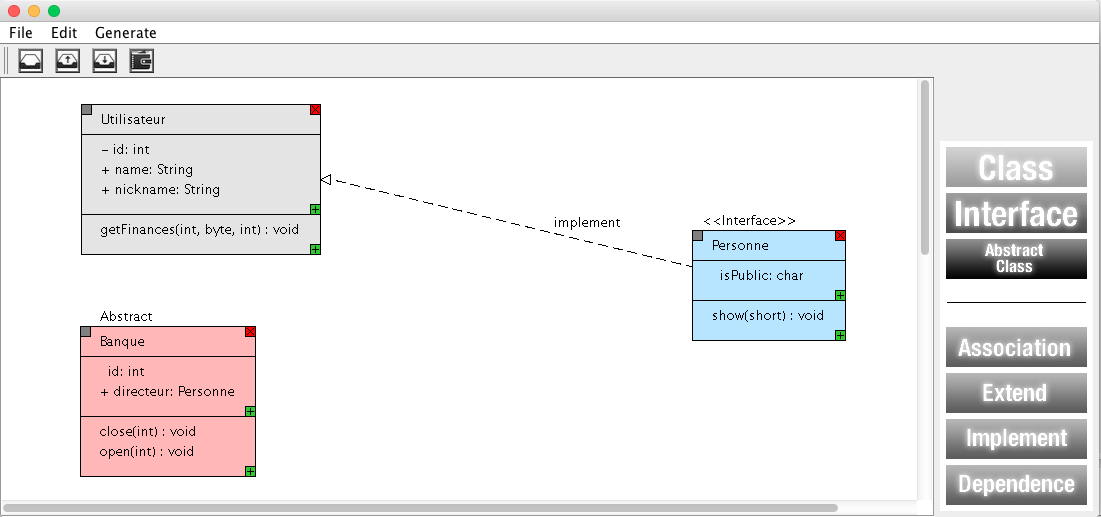 File Edit Generate
Utilisateur
– id: int
+ name: String
+ nickname: String
getFinances(int, byte, int) : void
implement
<<Interface>>
Personne
isPublic: char
show(short) : void
Abstract
Banque
id: int
+ directeur: Personne
close(int) : void
open(int) : void
Class
Interface
Abstract
Class
Association
Extend
Implement
Dependence